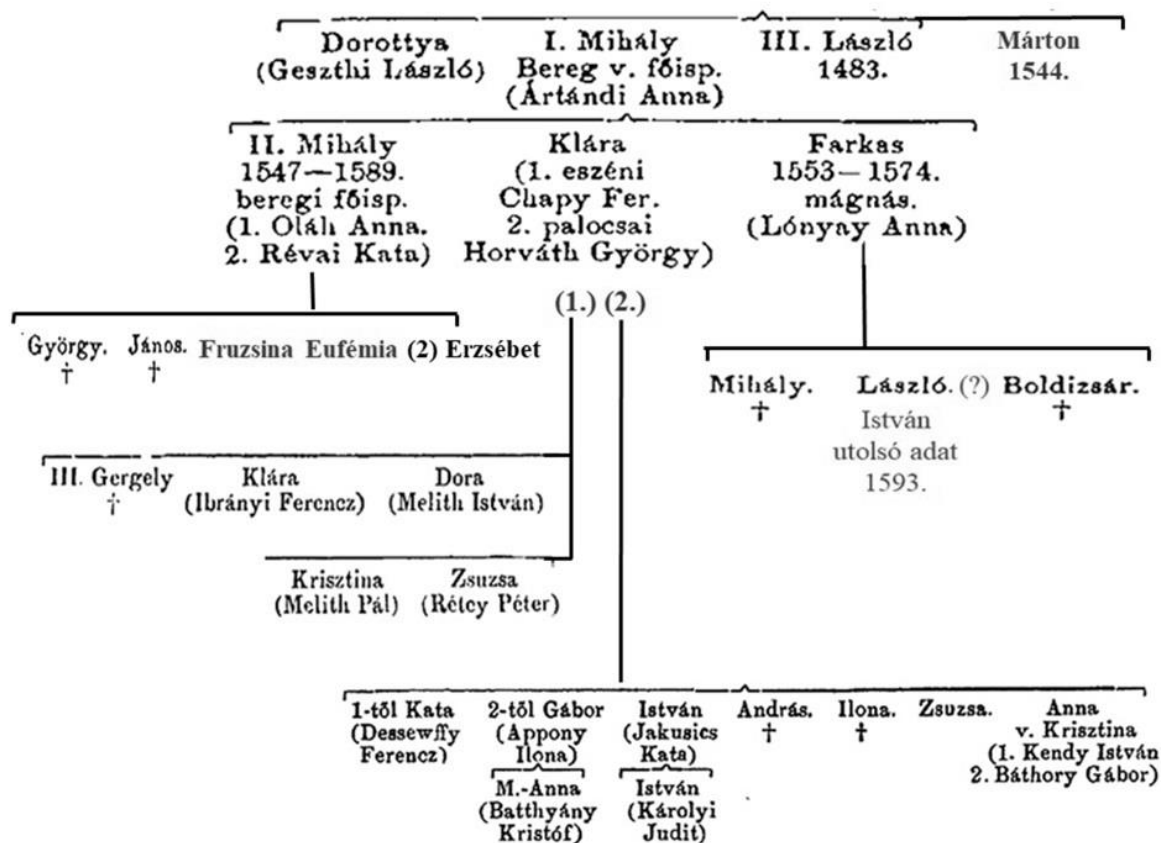 Dorottya
(Geszthi László)
I. Mihály
Bereg v. főisp.
(Ártándi Anna)
III. László
1483.
Márton
1544.
II. Mihály
1547—1589.
beregi főisp.
(1. Oláh Anna.
2. Révai Kata)
Klára
(1. eszéni
Chapy Fer.
2. palocsai
Horváth György)
Farkas
1553—1574.
mágnás.
(Lónyay Anna)
(1.) (2.)
György.
†
János.
†
Fruzsina Eufémia (2) Erzsébet
Mihály.
†
László. (?)
István
utolsó adat
1593.
Boldizsár.
†
III. Gergely
†
Klára
(Ibrányi Ferencz)
Dora
(Melith István)
Krisztina
(Melith Pál)
Zsuzsa
(Rétey Péter)
1-től Kata
(Dessewffy
Ferencz)
2-től Gábor
(Appony
Ilona)
M.-Anna
(Batthyány
Kristóf)
István
(Jakusics
Kata)
István
(Károlyi
Judit)
András.
†
Ilona.
†
Zsuzsa.
Anna
v. Krisztina
(1. Kendy István
2. Báthory Gábor)